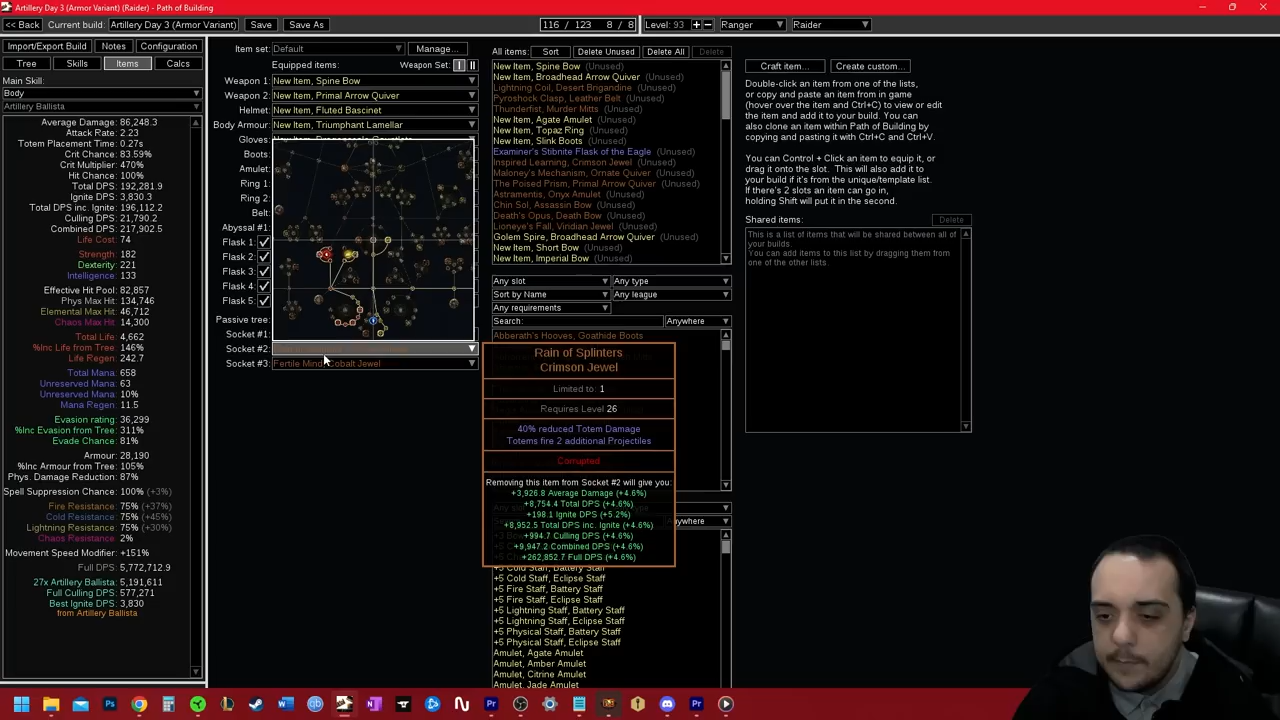 Artillery Day 3 (Armor Variant) (Raider) - Path of Building
<< Back
Current build:
Artillery Day 3 (Armor Variant)
Save
Save As
116 / 123 8 / 8
Level: 93
Ranger
Raider
Import/Export Build
Notes
Configuration
Tree
Skills
Items
Calcs
Main Skill:
Body
Artillery Ballista
Average Damage: 86,248.3
Attack Rate: 2.23
Totem Placement Time: 0.27s
Crit Chance: 83.59%
Crit Multiplier: 470%
Hit Chance: 100%
Total DPS: 192,281.9
Ignite DPS: 3,830.3
Total DPS inc. Ignite: 196,112.2
Culling DPS: 21,790.2
Combined DPS: 217,902.5
Life Cost: 74
Strength: 182
Dexterity: 221
Intelligence: 133
Effective Hit Pool: 82,857
Phys Max Hit: 134,746
Elemental Max Hit: 46,712
Chaos Max Hit: 14,300
Total Life: 4,662
%Inc Life from Tree: 146%
Life Regen: 242.7
Total Mana: 658
Unreserved Mana: 63
Unreserved Mana: 10%
Mana Regen: 11.5
Evasion rating: 36,299
%Inc Evasion from Tree: 311%
Evade Chance: 81%
Armour: 28,190
%Inc Armour from Tree: 105%
Phys. Damage Reduction: 87%
Spell Suppression Chance: 100% (+3%)
Fire Resistance: 75% (+37%)
Cold Resistance: 75% (+45%)
Lightning Resistance: 75% (+30%)
Chaos Resistance: 2%
Movement Speed Modifier: +151%
Full DPS: 5,772,712.9
27x Artillery Ballista: 5,191,611
Full Culling DPS: 577,271
Best Ignite DPS: 3,830
from Artillery Ballista
Item set:
Default
Manage...
Equipped items:
Weapon Set:
I
II
Weapon 1: New Item, Spine Bow
Weapon 2: New Item, Primal Arrow Quiver
Helmet: New Item, Fluted Bascinet
Body Armour: New Item, Triumphant Lamellar
Gloves:
Boots:
Amulet:
Ring 1:
Ring 2:
Belt:
Abyssal #1:
Flask 1:
Flask 2:
Flask 3:
Flask 4:
Flask 5:
Passive tree:
Socket #1:
Socket #2:
Socket #3: Fertile Mind, Cobalt Jewel
All items:
Sort
Delete Unused
Delete All
Delete
New Item, Spine Bow (Unused)
New Item, Broadhead Arrow Quiver (Unused)
Lightning Coil, Desert Brigandine (Unused)
Pyroshock Clasp, Leather Belt (Unused)
Thunderfist, Murder Mitts (Unused)
New Item, Agate Amulet (Unused)
New Item, Topaz Ring (Unused)
New Item, Slink Boots (Unused)
Examiner's Stibnite Flask of the Eagle (Unused)
Inspired Learning, Crimson Jewel (Unused)
Maloney's Mechanism, Ornate Quiver (Unused)
The Poised Prism, Primal Arrow Quiver (Unused)
Astramentis, Onyx Amulet (Unused)
Chin Sol, Assassin Bow (Unused)
Death's Opus, Death Bow (Unused)
Lioneye's Fall, Viridian Jewel (Unused)
Golem Spire, Broadhead Arrow Quiver (Unused)
New Item, Short Bow (Unused)
New Item, Imperial Bow (Unused)
Any slot
Any type
Sort by Name
Any league
Any requirements
Search:
Anywhere
Abberath's Hooves, Goathide Boots
Rain of Splinters
Crimson Jewel
Limited to: 1
Requires Level 26
40% reduced Totem Damage
Totems fire 2 additional Projectiles
Corrupted
Removing this item from Socket #2 will give you:
+3,926.8 Average Damage (+4.6%)
+8,754.4 Total DPS (+4.6%)
+198.1 Ignite DPS (+5.2%)
+8,952.5 Total DPS inc. Ignite (+4.6%)
+994.7 Culling DPS (+4.6%)
+9,947.2 Combined DPS (+4.6%)
+262,852.7 Full DPS (+4.6%)
Anywhere
+5 Cold Staff, Battery Staff
+5 Cold Staff, Eclipse Staff
+5 Fire Staff, Battery Staff
+5 Fire Staff, Eclipse Staff
+5 Lightning Staff, Battery Staff
+5 Lightning Staff, Eclipse Staff
+5 Physical Staff, Battery Staff
+5 Physical Staff, Eclipse Staff
Amulet, Agate Amulet
Amulet, Amber Amulet
Amulet, Citrine Amulet
Amulet, Jade Amulet
Craft item...
Create custom...
Double-click an item from one of the lists,
or copy and paste an item from in game
(hover over the item and Ctrl+C) to view or edit
the item and add it to your build. You can
also clone an item within Path of Building by
copying and pasting it with Ctrl+C and Ctrl+V.
You can Control + Click an item to equip it, or
drag it onto the slot. This will also add it to
your build if it's from the unique/template list.
If there's 2 slots an item can go in,
holding Shift will put it in the second.
Shared items:
Delete
This is a list of items that will be shared between all of
your builds.
You can add items to this list by dragging them from
one of the other lists.